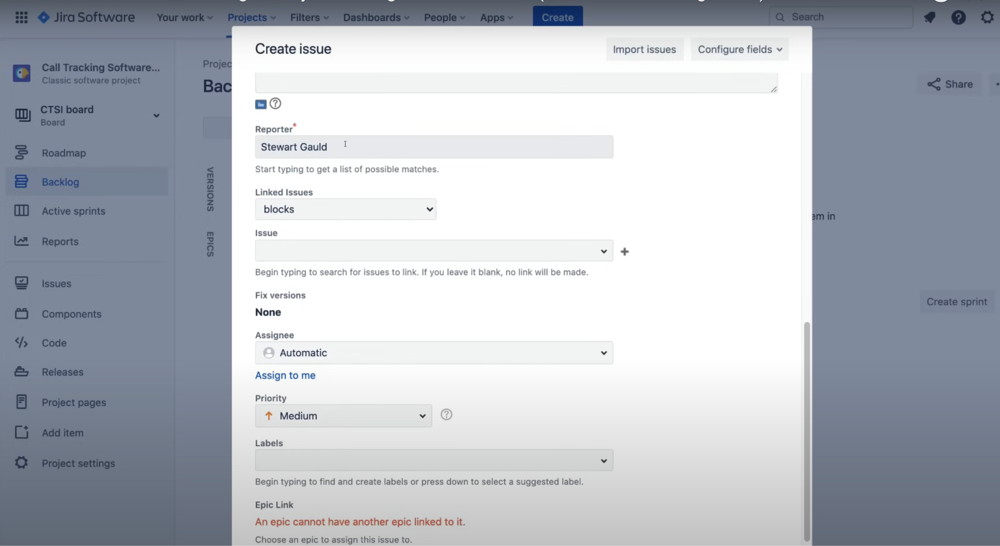 Jira Software
Your work
Projects
Filters
Dashboards
People
Apps
Create
Search
Call Tracking Software...
Classic software project
CTSI board
Board
Roadmap
Backlog
Active sprints
Reports
Issues
Components
Code
Releases
Project pages
Add item
Project settings
Projec
Bac
VERSIONS
EPICS
Create issue
Import issues
Configure fields
Reporter*
Stewart Gauld
Start typing to get a list of possible matches.
Linked Issues
blocks
Issue
Begin typing to search for issues to link. If you leave it blank, no link will be made.
Fix versions
None
Assignee
Automatic
Assign to me
Priority
Medium
Labels
Begin typing to find and create labels or press down to select a suggested label.
Epic Link
An epic cannot have another epic linked to it.
Choose an epic to assign this issue to.
Share
em in
Create sprint